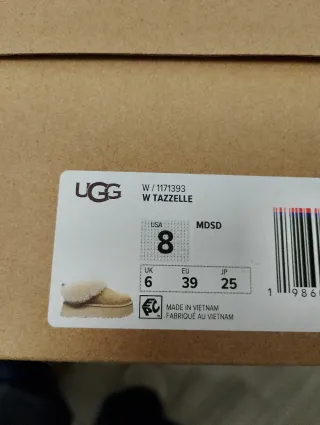 UGG
W / 1171393
W TAZZELLE
USA
8
MDSD
UK EU JP
6 39 25
MADE IN VIETNAM
FABRIQUÉ AU VIETNAM
1 986